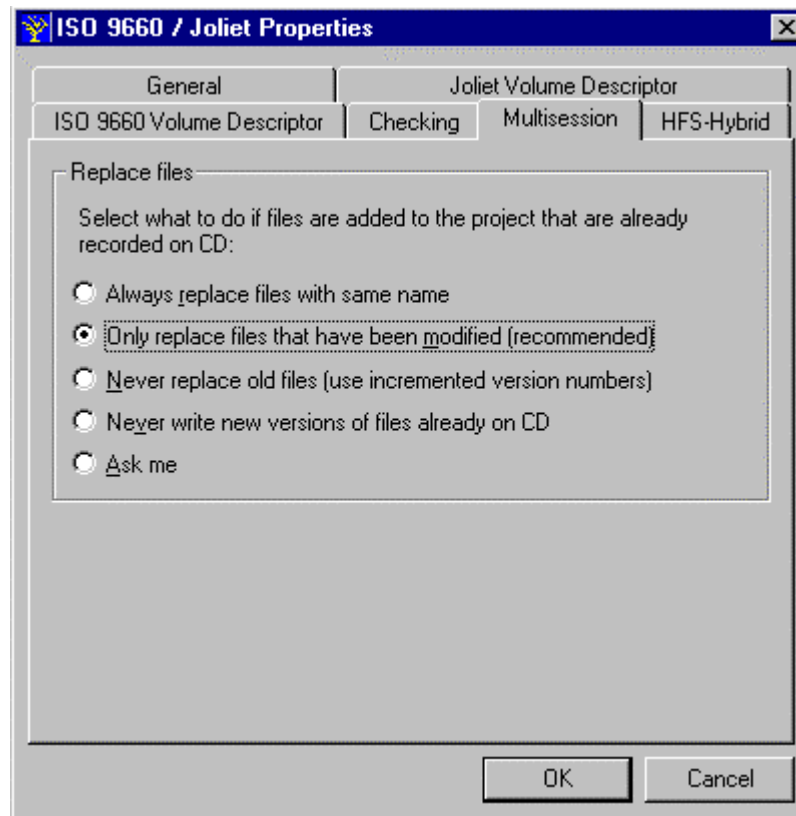 ISO 9660 / Joliet Properties
General
Joliet Volume Descriptor
ISO 9660 Volume Descriptor
Checking
Multisession
HFS-Hybrid
Replace files
Select what to do if files are added to the project that are already
recorded on CD:
Always replace files with same name
Only replace files that have been modified (recommended)
Never replace old files (use incremented version numbers)
Never write new versions of files already on CD
Ask me
OK
Cancel